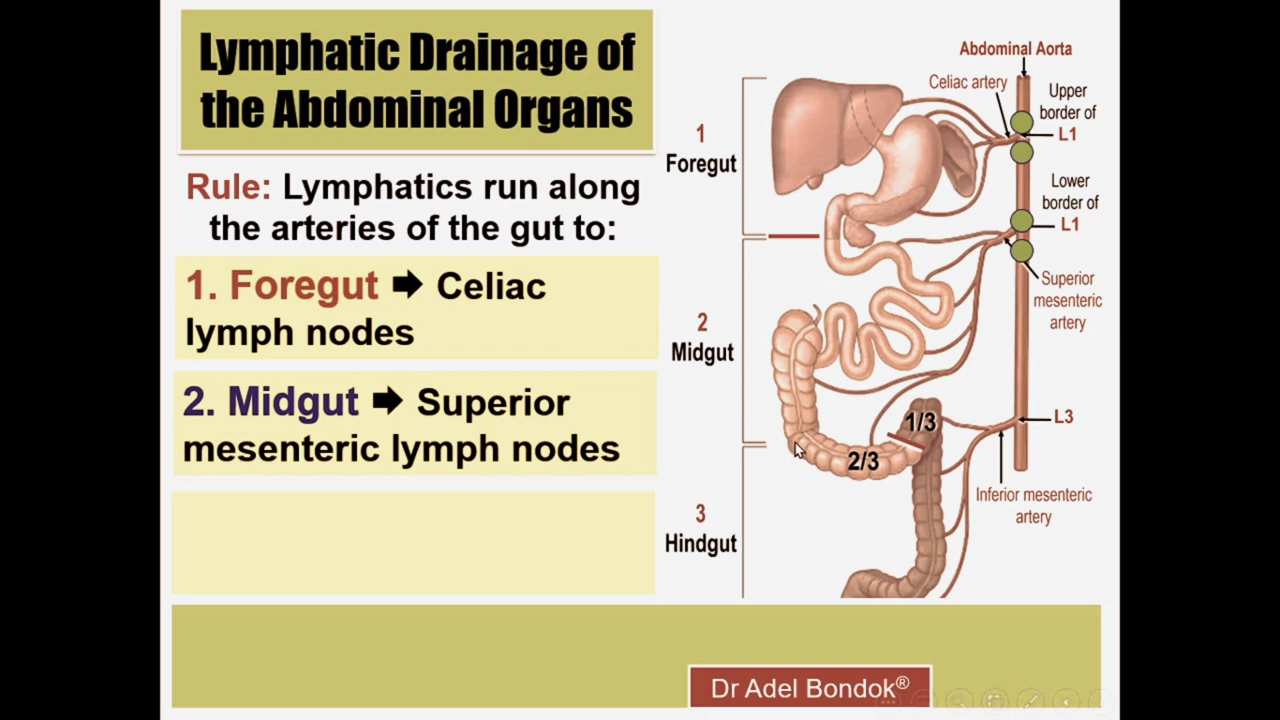 Lymphatic Drainage of
the Abdominal Organs
Rule: Lymphatics run along
the arteries of the gut to:
1. Foregut ➡ Celiac
lymph nodes
2. Midgut ➡ Superior
mesenteric lymph nodes
1
Foregut
2
Midgut
3
Hindgut
Abdominal Aorta
Celiac artery
Upper
border of
L1
Lower
border of
L1
Superior
mesenteric
artery
1/3
2/3
L3
Inferior mesenteric
artery
Dr Adel Bondok®